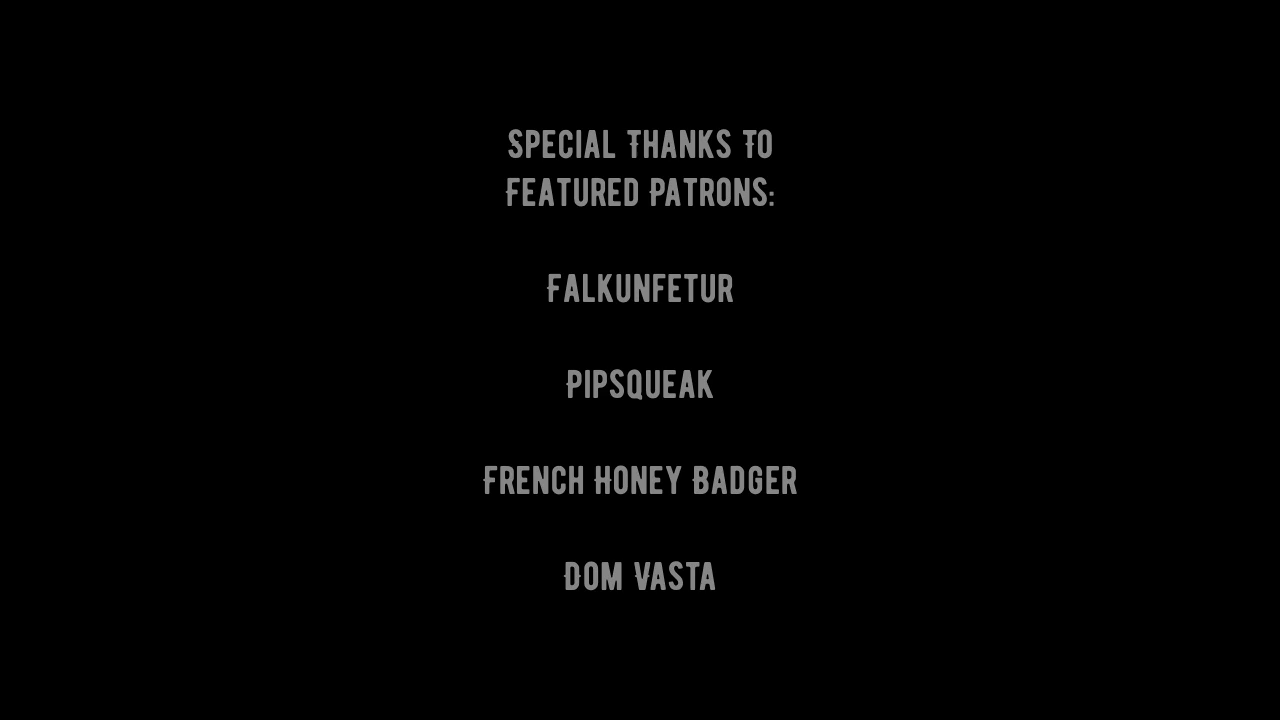 Special Thanks To
Featured Patrons:
Falkunfetur
Pipsqueak
French Honey Badger
Dom Vasta